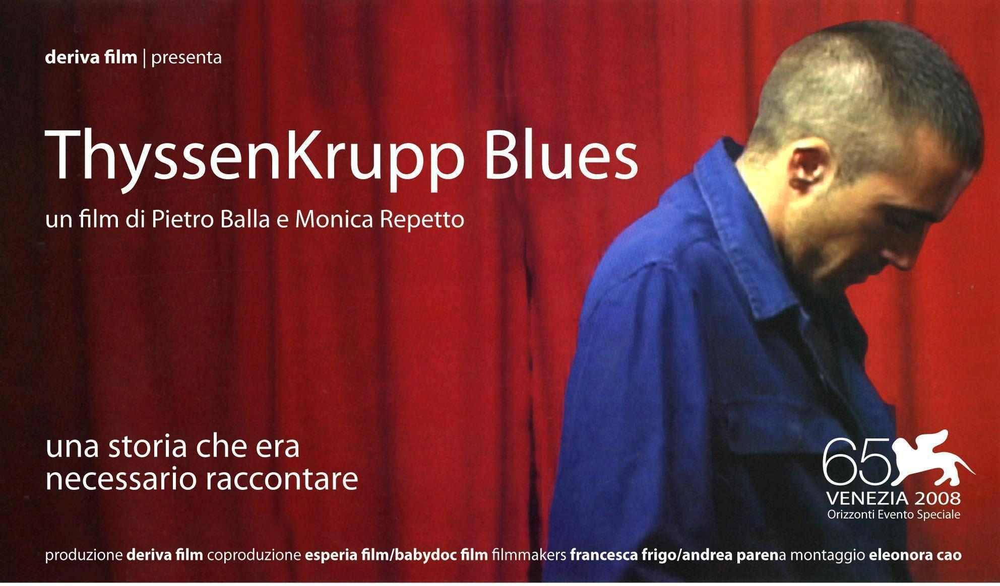 deriva film | presenta
ThyssenKrupp Blues
un film di Pietro Balla e Monica Repetto
una storia che era
necessario raccontare
65
VENEZIA 2008
Orizzonti Evento Speciale
produzione deriva film coproduzione esperia film/babydoc film filmmakers francesca frigo/andrea parena montaggio eleonora cao